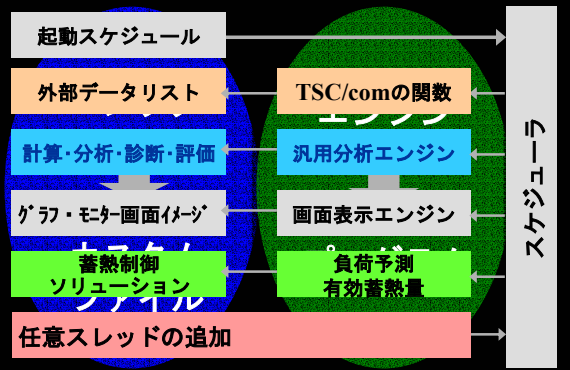 起動スケジュール
外部データリスト
TSC/comの関数
計算・分析・診断・評価
汎用分析エンジン
ｸﾞﾗﾌ・ﾓﾆﾀｰ画面ｲﾒｰｼﾞ
画面表示エンジン
蓄熱制御
ソリューション
負荷予測
有効蓄熱量
ファイル
任意スレッドの追加
スケジューラ